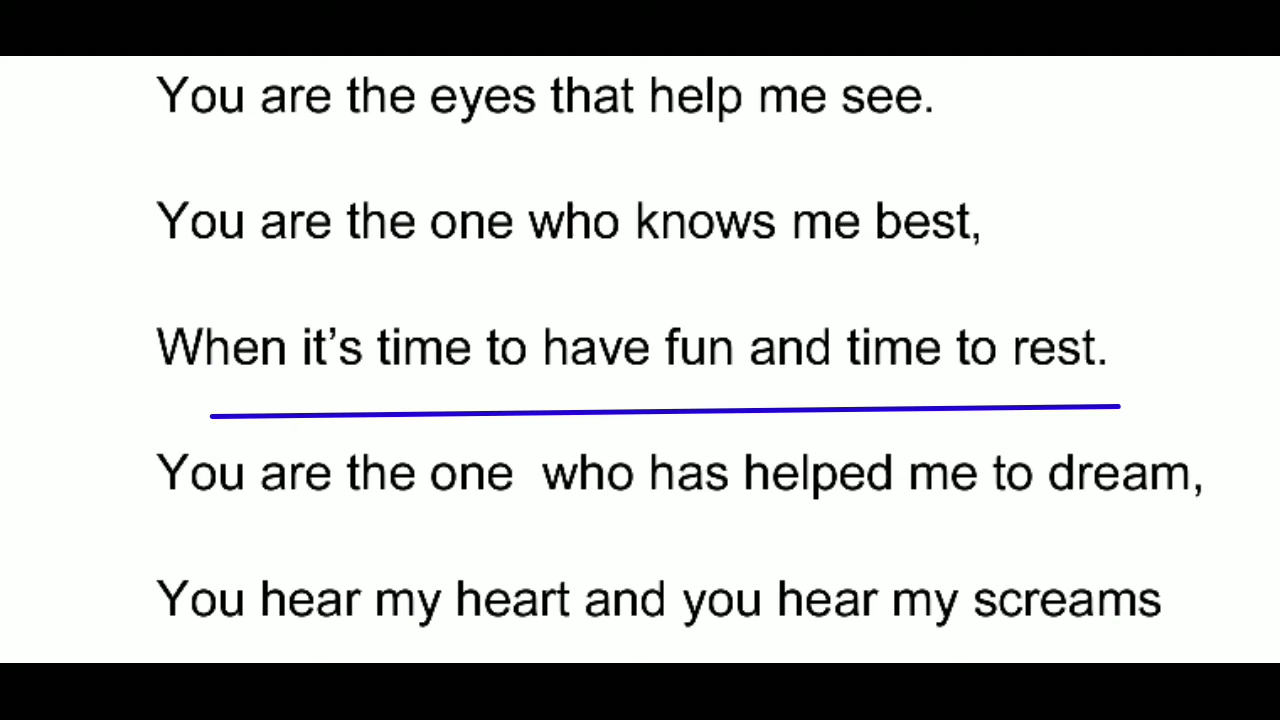 You are the eyes that help me see.
You are the one who knows me best,
When it’s time to have fun and time to rest.
You are the one  who has helped me to dream,
You hear my heart and you hear my screams